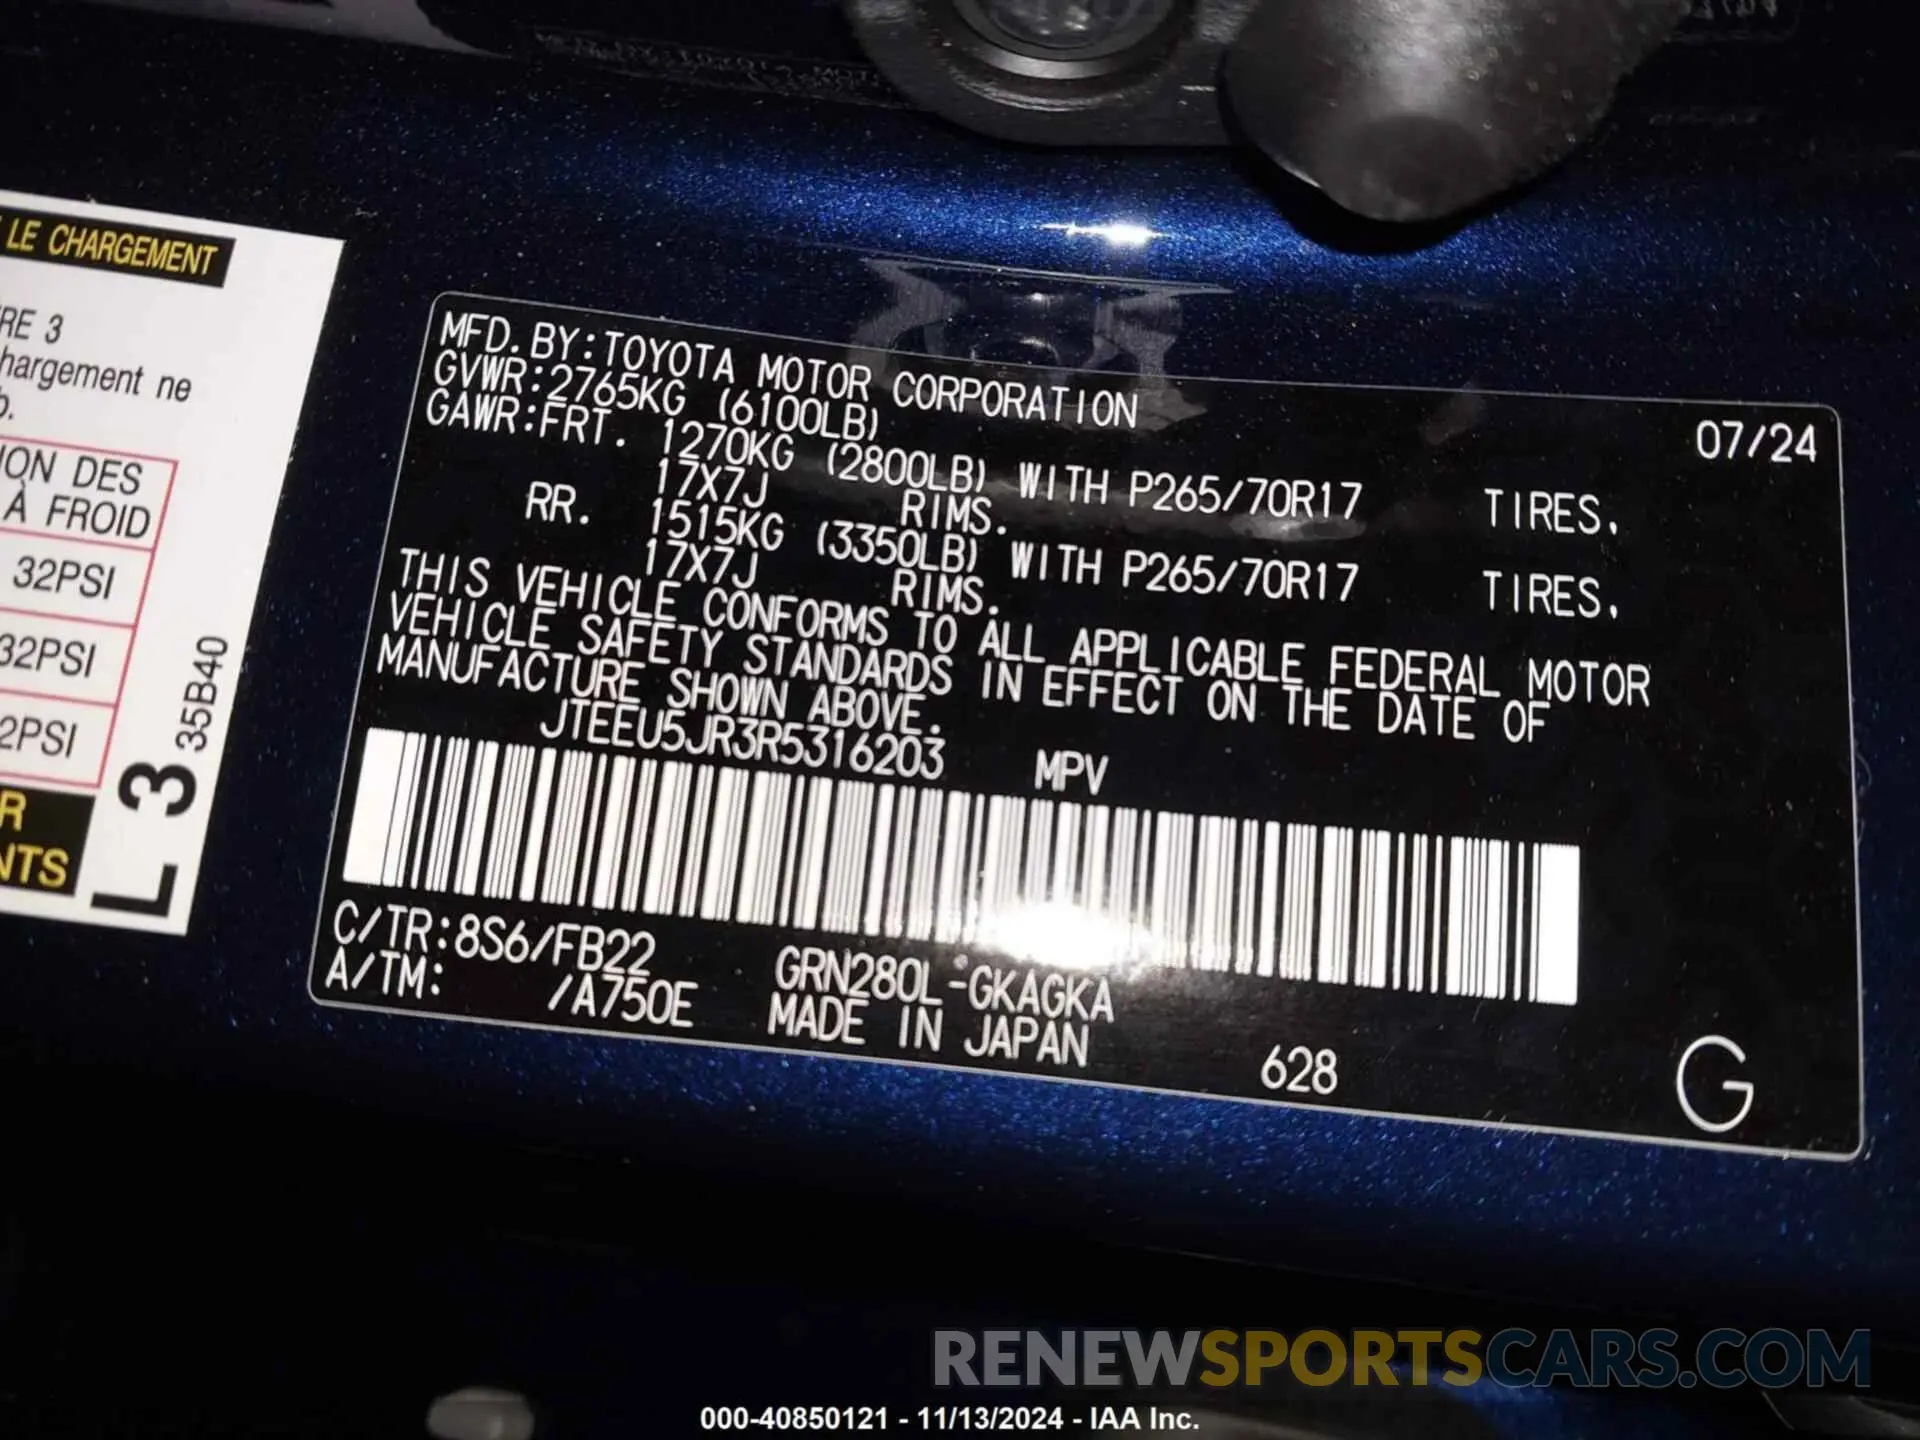 LE CHARGEMENT
RE 3
hargement ne
b.
ION DES
À FROID
32PSI
32PSI
2PSI
R
NTS
L 3 35B40
MFD. BY: TOYOTA MOTOR CORPORATION 07/24
GVWR: 2765KG (6100LB)
GAWR: FRT. 1270KG (2800LB) WITH P265/70R17 TIRES,
17X7J RIMS.
RR. 1515KG (3350LB) WITH P265/70R17 TIRES,
17X7J RIMS.
THIS VEHICLE CONFORMS TO ALL APPLICABLE FEDERAL MOTOR
VEHICLE SAFETY STANDARDS IN EFFECT ON THE DATE OF
MANUFACTURE SHOWN ABOVE.
JTEEU5JR3R5316203 MPV
C/TR: 8S6/FB22 GRN280L-GKAGKA
A/TM: /A750E MADE IN JAPAN 628 G
RENEWSPORTSCARS.COM
000-40850121 - 11/13/2024 - IAA Inc.